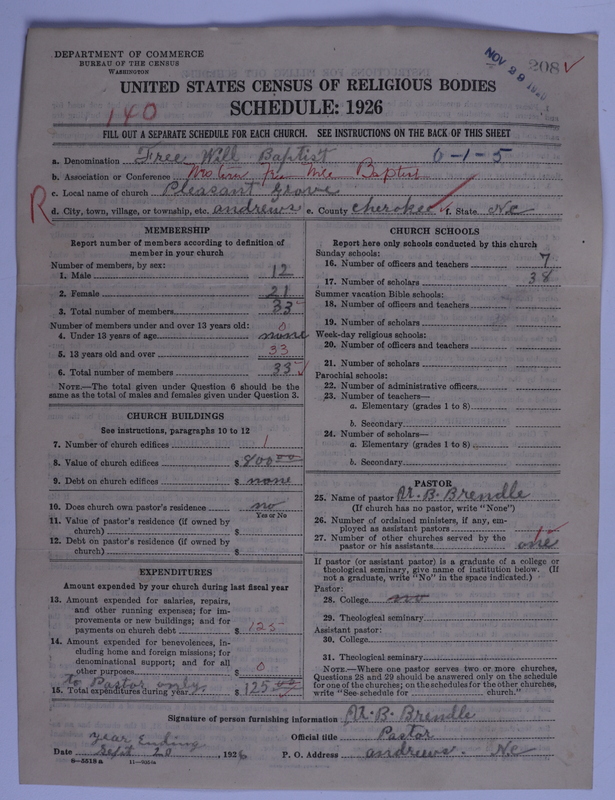 DEPARTMENT OF COMMERCE
BUREAU OF THE CENSUS
WASHINGTON
NOV 29 1926
208 ✓
UNITED STATES CENSUS OF RELIGIOUS BODIES
SCHEDULE: 1926
140
FILL OUT A SEPARATE SCHEDULE FOR EACH CHURCH. SEE INSTRUCTIONS ON THE BACK OF THIS SHEET
a. Denomination Free Will Baptist 0-1-5
b. Association or Conference Western Baptist
c. Local name of church Pleasant Grove
R
d. City, town, village, or township, etc. andrews e. County Cherokee f. State Nc
MEMBERSHIP
Report number of members according to definition of
member in your church
Number of members, by sex:
1. Male 12
2. Female 21
3. Total number of members 33
Number of members under and over 13 years old:
4. Under 13 years of age 0 none
5. 13 years old and over 33
6. Total number of members 33 ✓
NOTE.—The total given under Question 6 should be
same as the total of males and females given under Question 3.
CHURCH BUILDINGS
See instructions, paragraphs 10 to 12
7. Number of church edifices 1
8. Value of church edifices $ 800 00
9. Debt on church edifices $ none
10. Does church own pastor's residence no
Yes or No
11. Value of pastor's residence (if owned by
church) $
12. Debt on pastor's residence (if owned by
church) $
EXPENDITURES
Amount expended by your church during last fiscal year
13. Amount expended for salaries, repairs,
and other running expenses; for im-
provements or new buildings; and for
payments on church debt $ 125
14. Amount expended for benevolences, in-
cluding home and foreign missions; for
denominational support; and for all
other purposes $ 0
to Pastor only.
15. Total expenditures during year $ 125
CHURCH SCHOOLS
Report here only schools conducted by this church
Sunday schools:
16. Number of officers and teachers 7
17. Number of scholars 38
Summer vacation Bible schools:
18. Number of officers and teachers
19. Number of scholars
Week-day religious schools:
20. Number of officers and teachers
21. Number of scholars
Parochial schools:
22. Number of administrative officers
23. Number of teachers—
a. Elementary (grades 1 to 8)
b. Secondary
24. Number of scholars—
a. Elementary (grades 1 to 8)
b. Secondary
PASTOR
25. Name of pastor B. Brendle
(If church has no pastor, write "None")
26. Number of ordained ministers, if any, em-
ployed as assistant pastors
27. Number of other churches served by the
pastor or his assistants 1 one
If pastor (or assistant pastor) is a graduate of a college or
theological seminary, give name of institution below. (If
not a graduate, write "No" in the space indicated.)
Pastor:
28. College no
29. Theological seminary
Assistant pastor:
30. College
31. Theological seminary
NOTE.—Where one pastor serves two or more churches,
Questions 28 and 29 should be answered only on the schedule
for one of the churches; on the schedules for the other churches,
write "See schedule for church."
Signature of person furnishing information B. Brendle
Official title Pastor
year Ending
Date Sept 20, 1926 P. O. Address andrews. Nc
8-5518 a